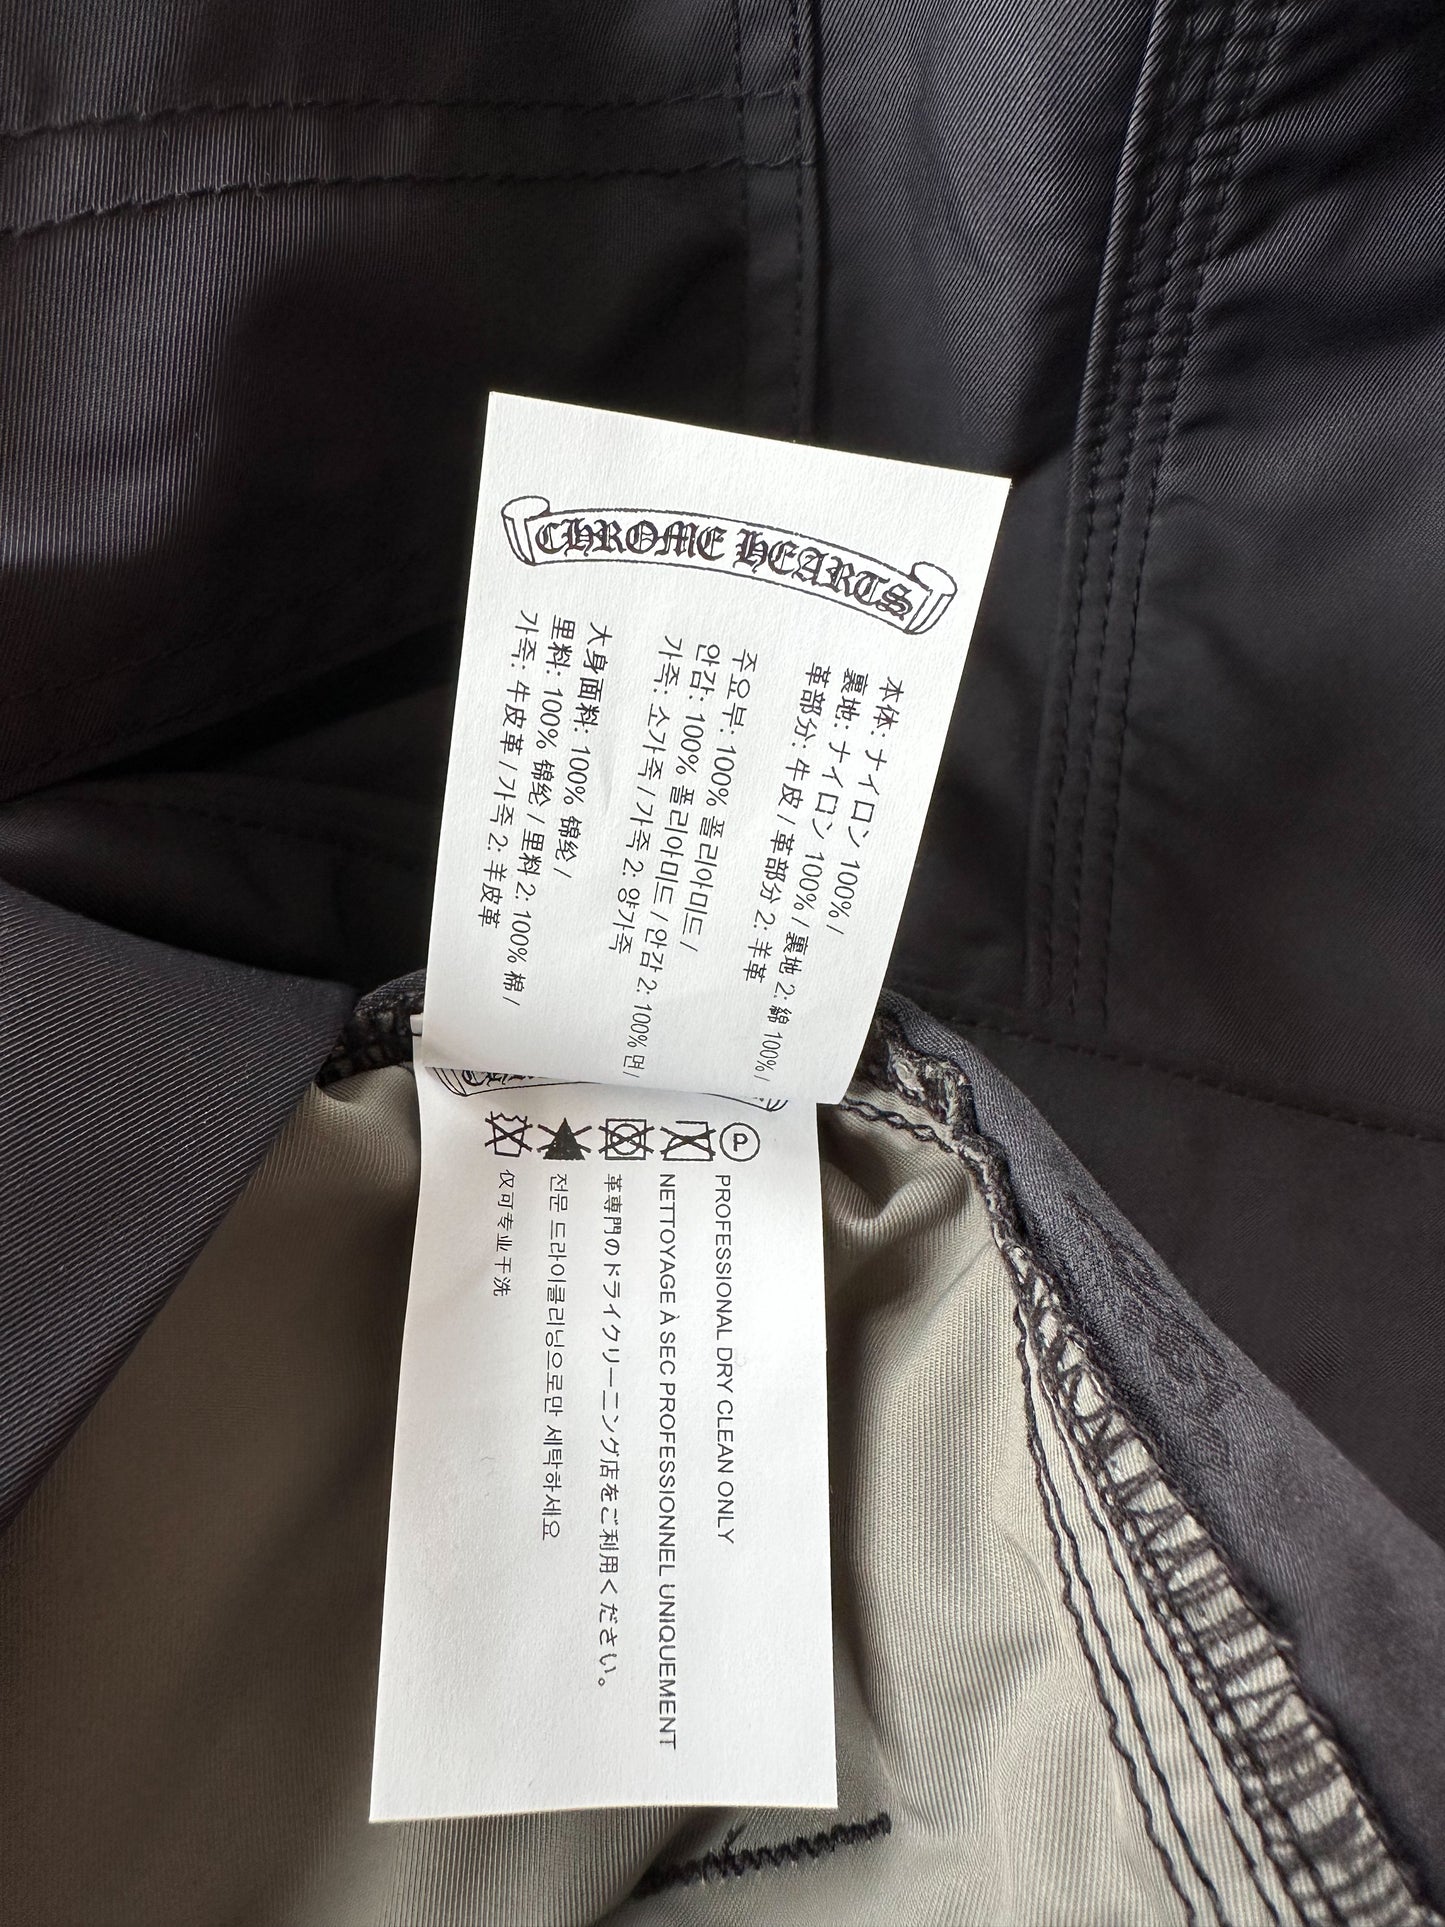 CHROME HEARTS
本体: ナイロン 100% /
裏地: ナイロン 100% / 裏地 2: 綿 100% /
革部分: 牛皮 / 革部分 2: 羊革
주요부: 100% 폴리아미드 /
안감: 100% 폴리아미드 / 안감 2: 100% 면 /
가죽: 소가죽 / 가죽 2: 양가죽
大身面料: 100% 锦纶 /
里料: 100% 锦纶 / 里料 2: 100% 棉 /
가죽: 牛皮革 / 가죽 2: 羊皮革
P
PROFESSIONAL DRY CLEAN ONLY
NETTOYAGE À SEC PROFESSIONNEL UNIQUEMENT
革専門のドライクリーニング店をご利用ください。
전문 드라이클리닝으로만 세탁하세요
仅可专业干洗